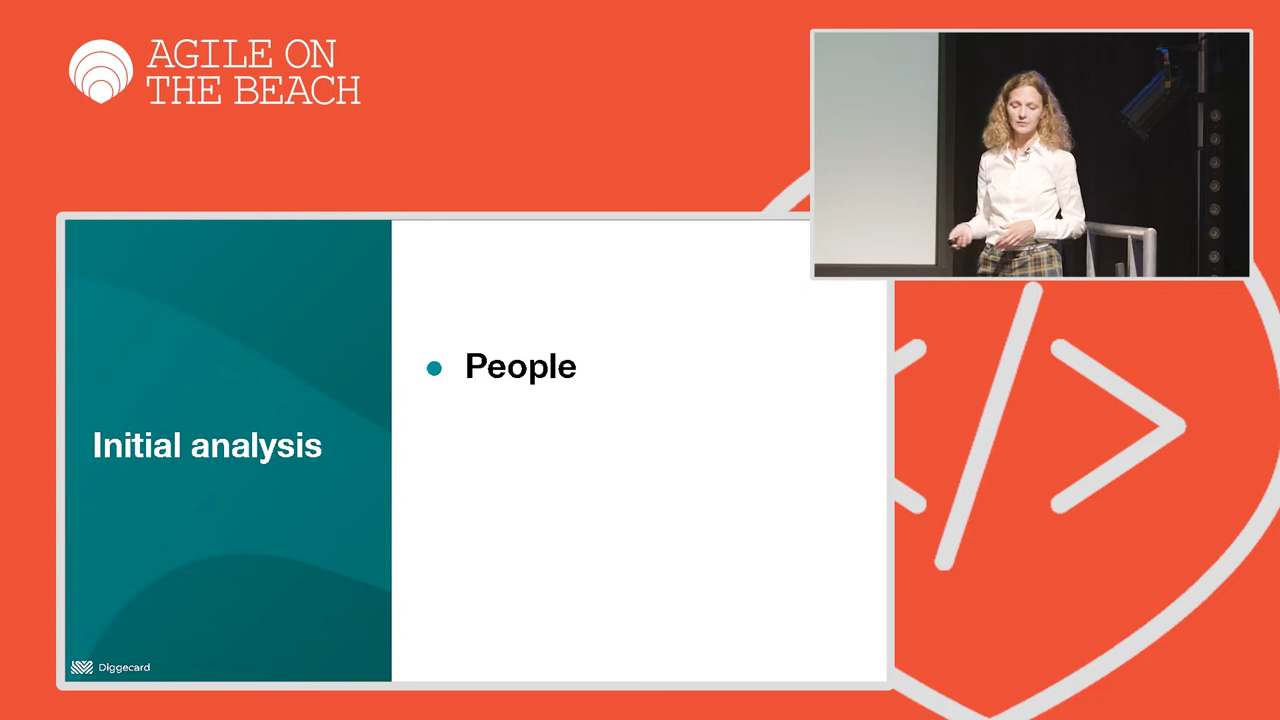 AGILE ON
THE BEACH
People
Initial analysis
Diggecard